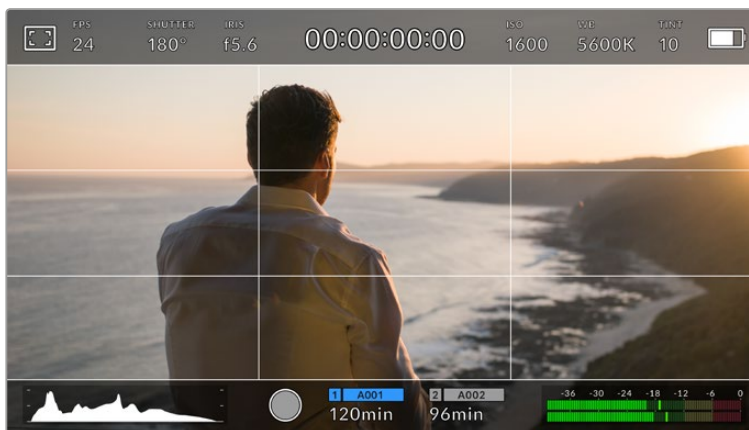 FPS SHUTTER IRIS ISO WB TINT
24 180° f5.6 00:00:00:00 1600 5600K 10
1 A001 2 A002
120min 96min
-36 -30 -24 -18 -12 -6 0